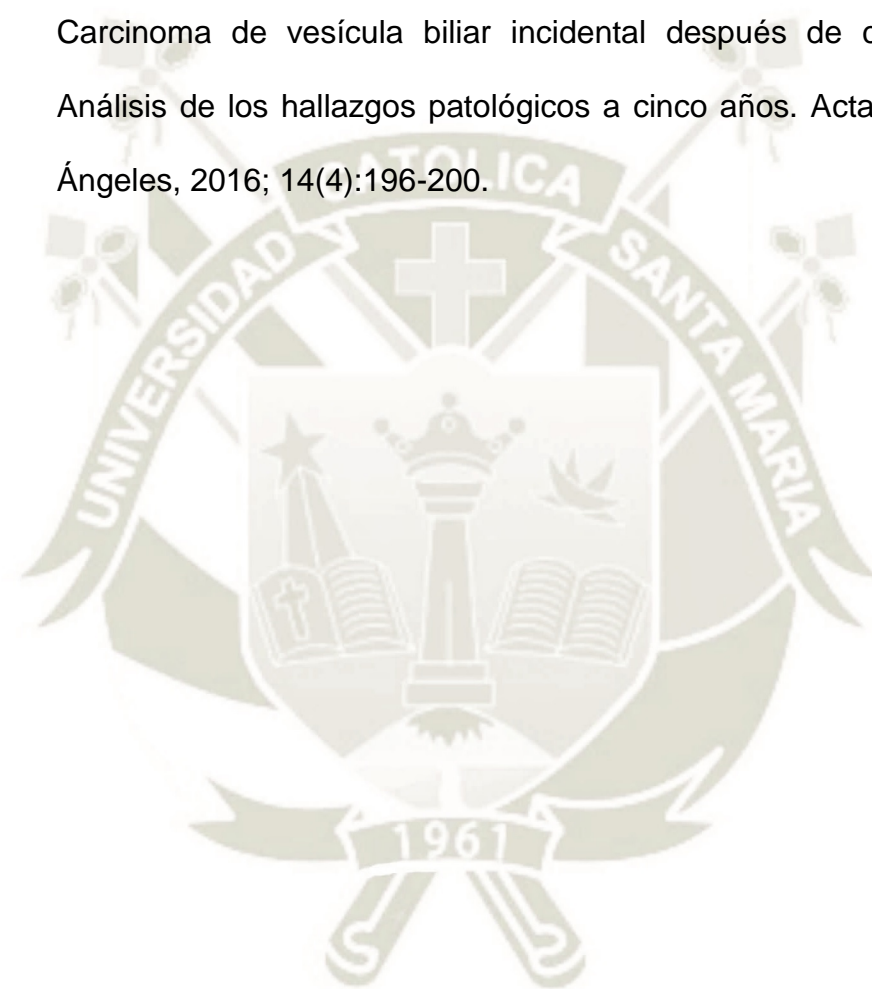 Carcinoma de vesícula biliar incidental después de
Análisis de los hallazgos patológicos a cinco años. Acta
Ángeles, 2016; 14(4):196-200.
UNIVERSIDAD CATOLICA SANTA MARIA
1961